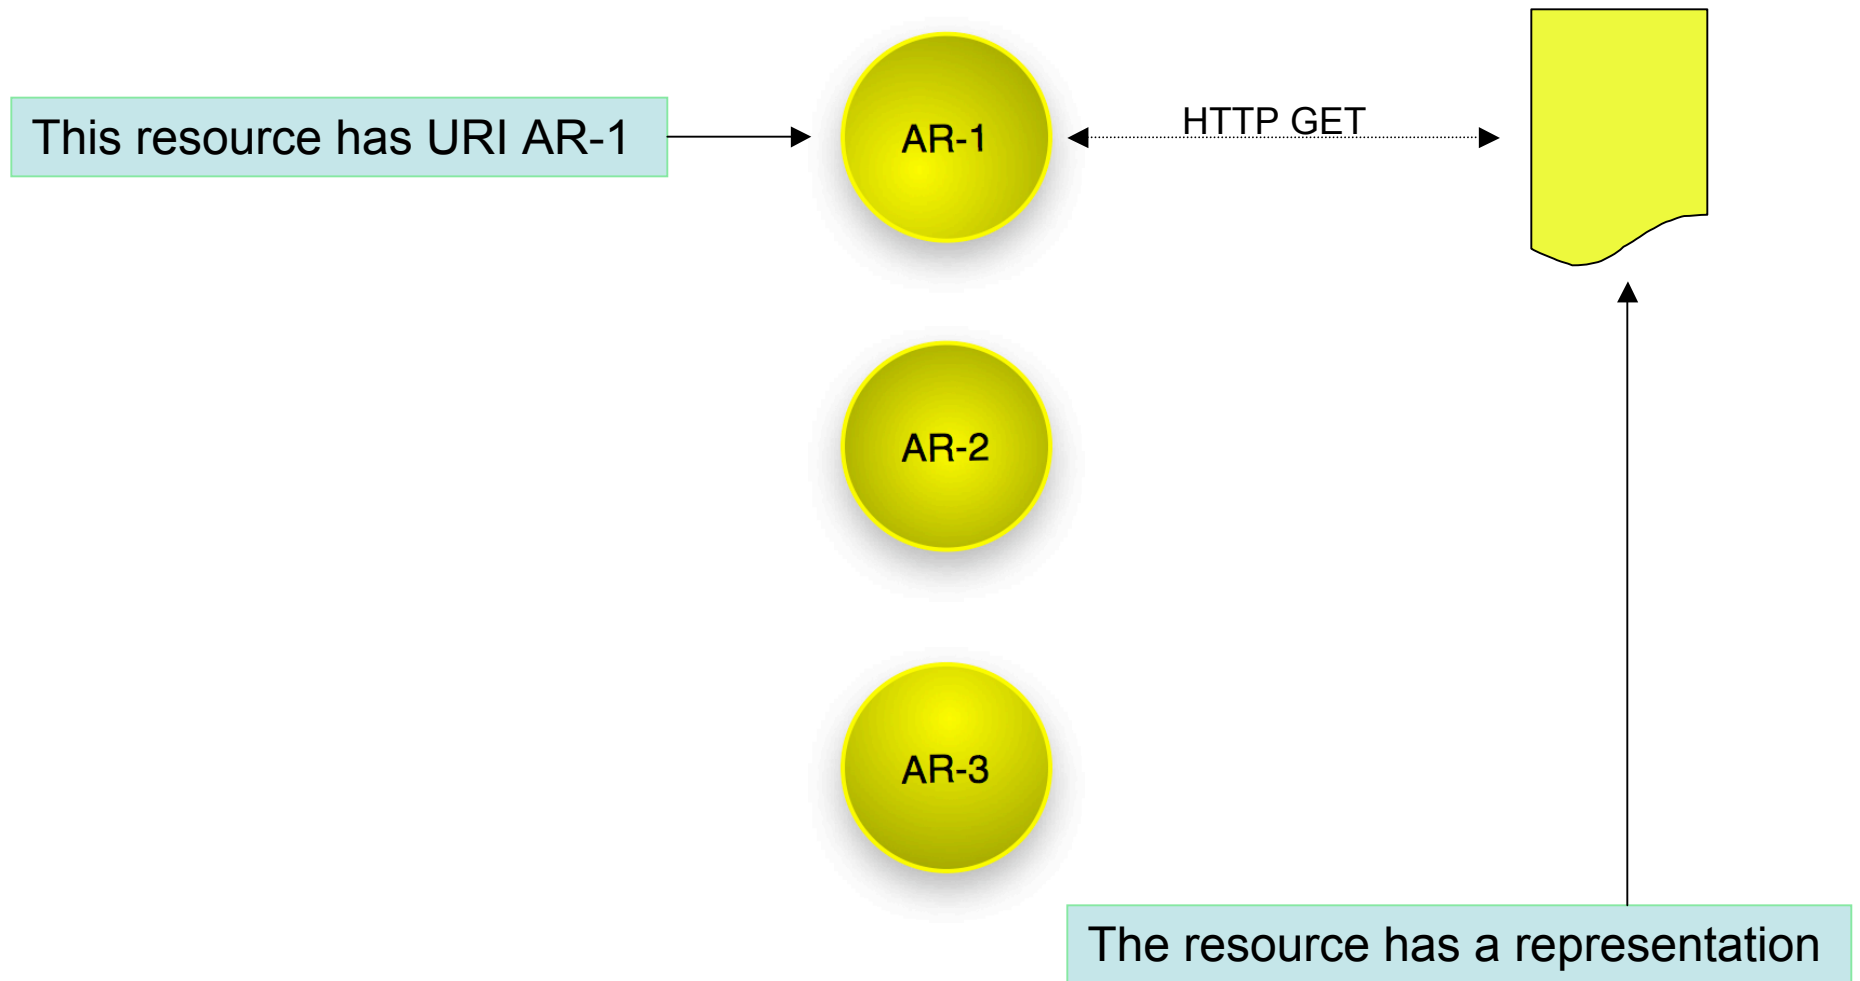 This resource has URI AR-1
AR-1
HTTP GET
AR-2
AR-3
The resource has a representation